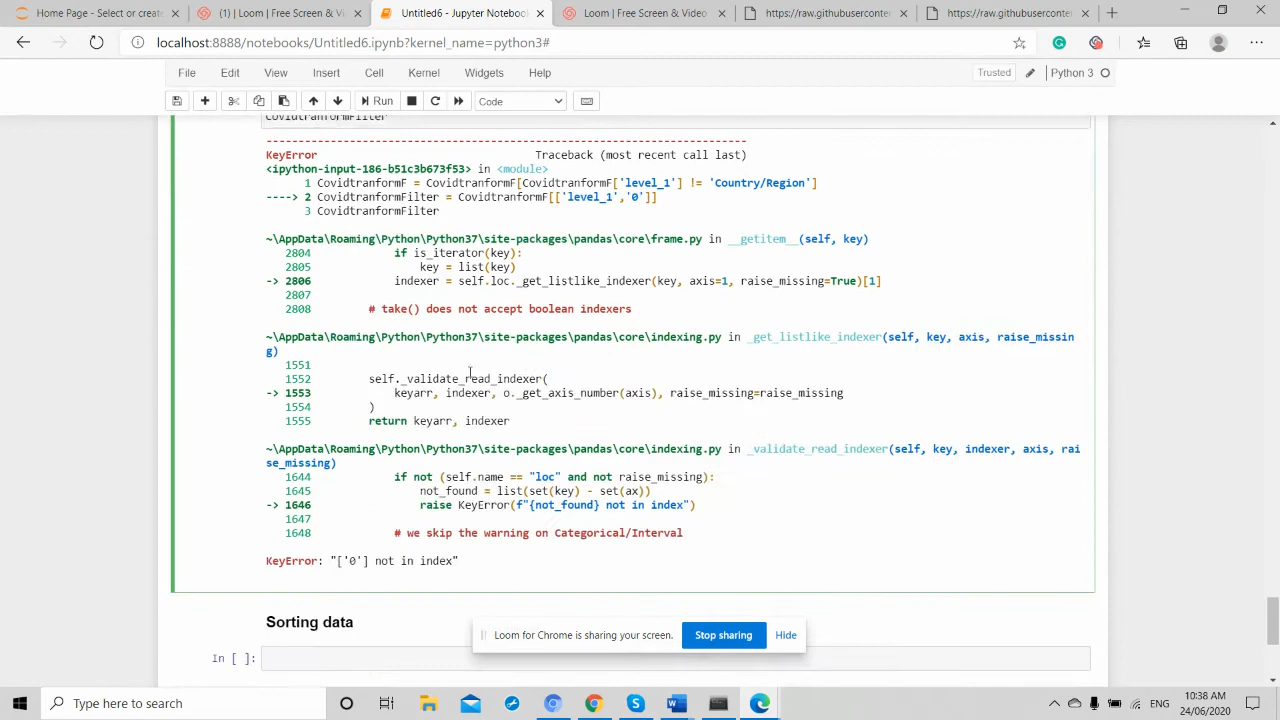 Home Page - Select or create
(1) | Loom | Free Screen & Vide
Untitled6 - Jupyter Notebook
Loom | Free Screen & Video
https://raw.githubusercontent
https://raw.githubusercontent
localhost:8888/notebooks/Untitled6.ipynb?kernel_name=python3#
File Edit View Insert Cell Kernel Widgets Help Trusted Python 3
Run Code
CovidtranformFilter
---------------------------------------------------------------------------
KeyError Traceback (most recent call last)
<ipython-input-186-b51c3b673f53> in <module>
1 CovidtranformF = CovidtranformF[CovidtranformF['level_1'] != 'Country/Region']
----> 2 CovidtranformFilter = CovidtranformF[['level_1','0']]
3 CovidtranformFilter
~\AppData\Roaming\Python\Python37\site-packages\pandas\core\frame.py in __getitem__(self, key)
2804 if is_iterator(key):
2805 key = list(key)
-> 2806 indexer = self.loc._get_listlike_indexer(key, axis=1, raise_missing=True)[1]
2807
2808 # take() does not accept boolean indexers
~\AppData\Roaming\Python\Python37\site-packages\pandas\core\indexing.py in _get_listlike_indexer(self, key, axis, raise_missin
g)
1551
1552 self._validate_read_indexer(
-> 1553 keyarr, indexer, o._get_axis_number(axis), raise_missing=raise_missing
1554 )
1555 return keyarr, indexer
~\AppData\Roaming\Python\Python37\site-packages\pandas\core\indexing.py in _validate_read_indexer(self, key, indexer, axis, rai
se_missing)
1644 if not (self.name == "loc" and not raise_missing):
1645 not_found = list(set(key) - set(ax))
-> 1646 raise KeyError(f"{not_found} not in index")
1647
1648 # we skip the warning on Categorical/Interval
KeyError: "['0'] not in index"
Sorting data
Loom for Chrome is sharing your screen. Stop sharing Hide
In [ ]:
Type here to search
ENG
10:38 AM
24/06/2020